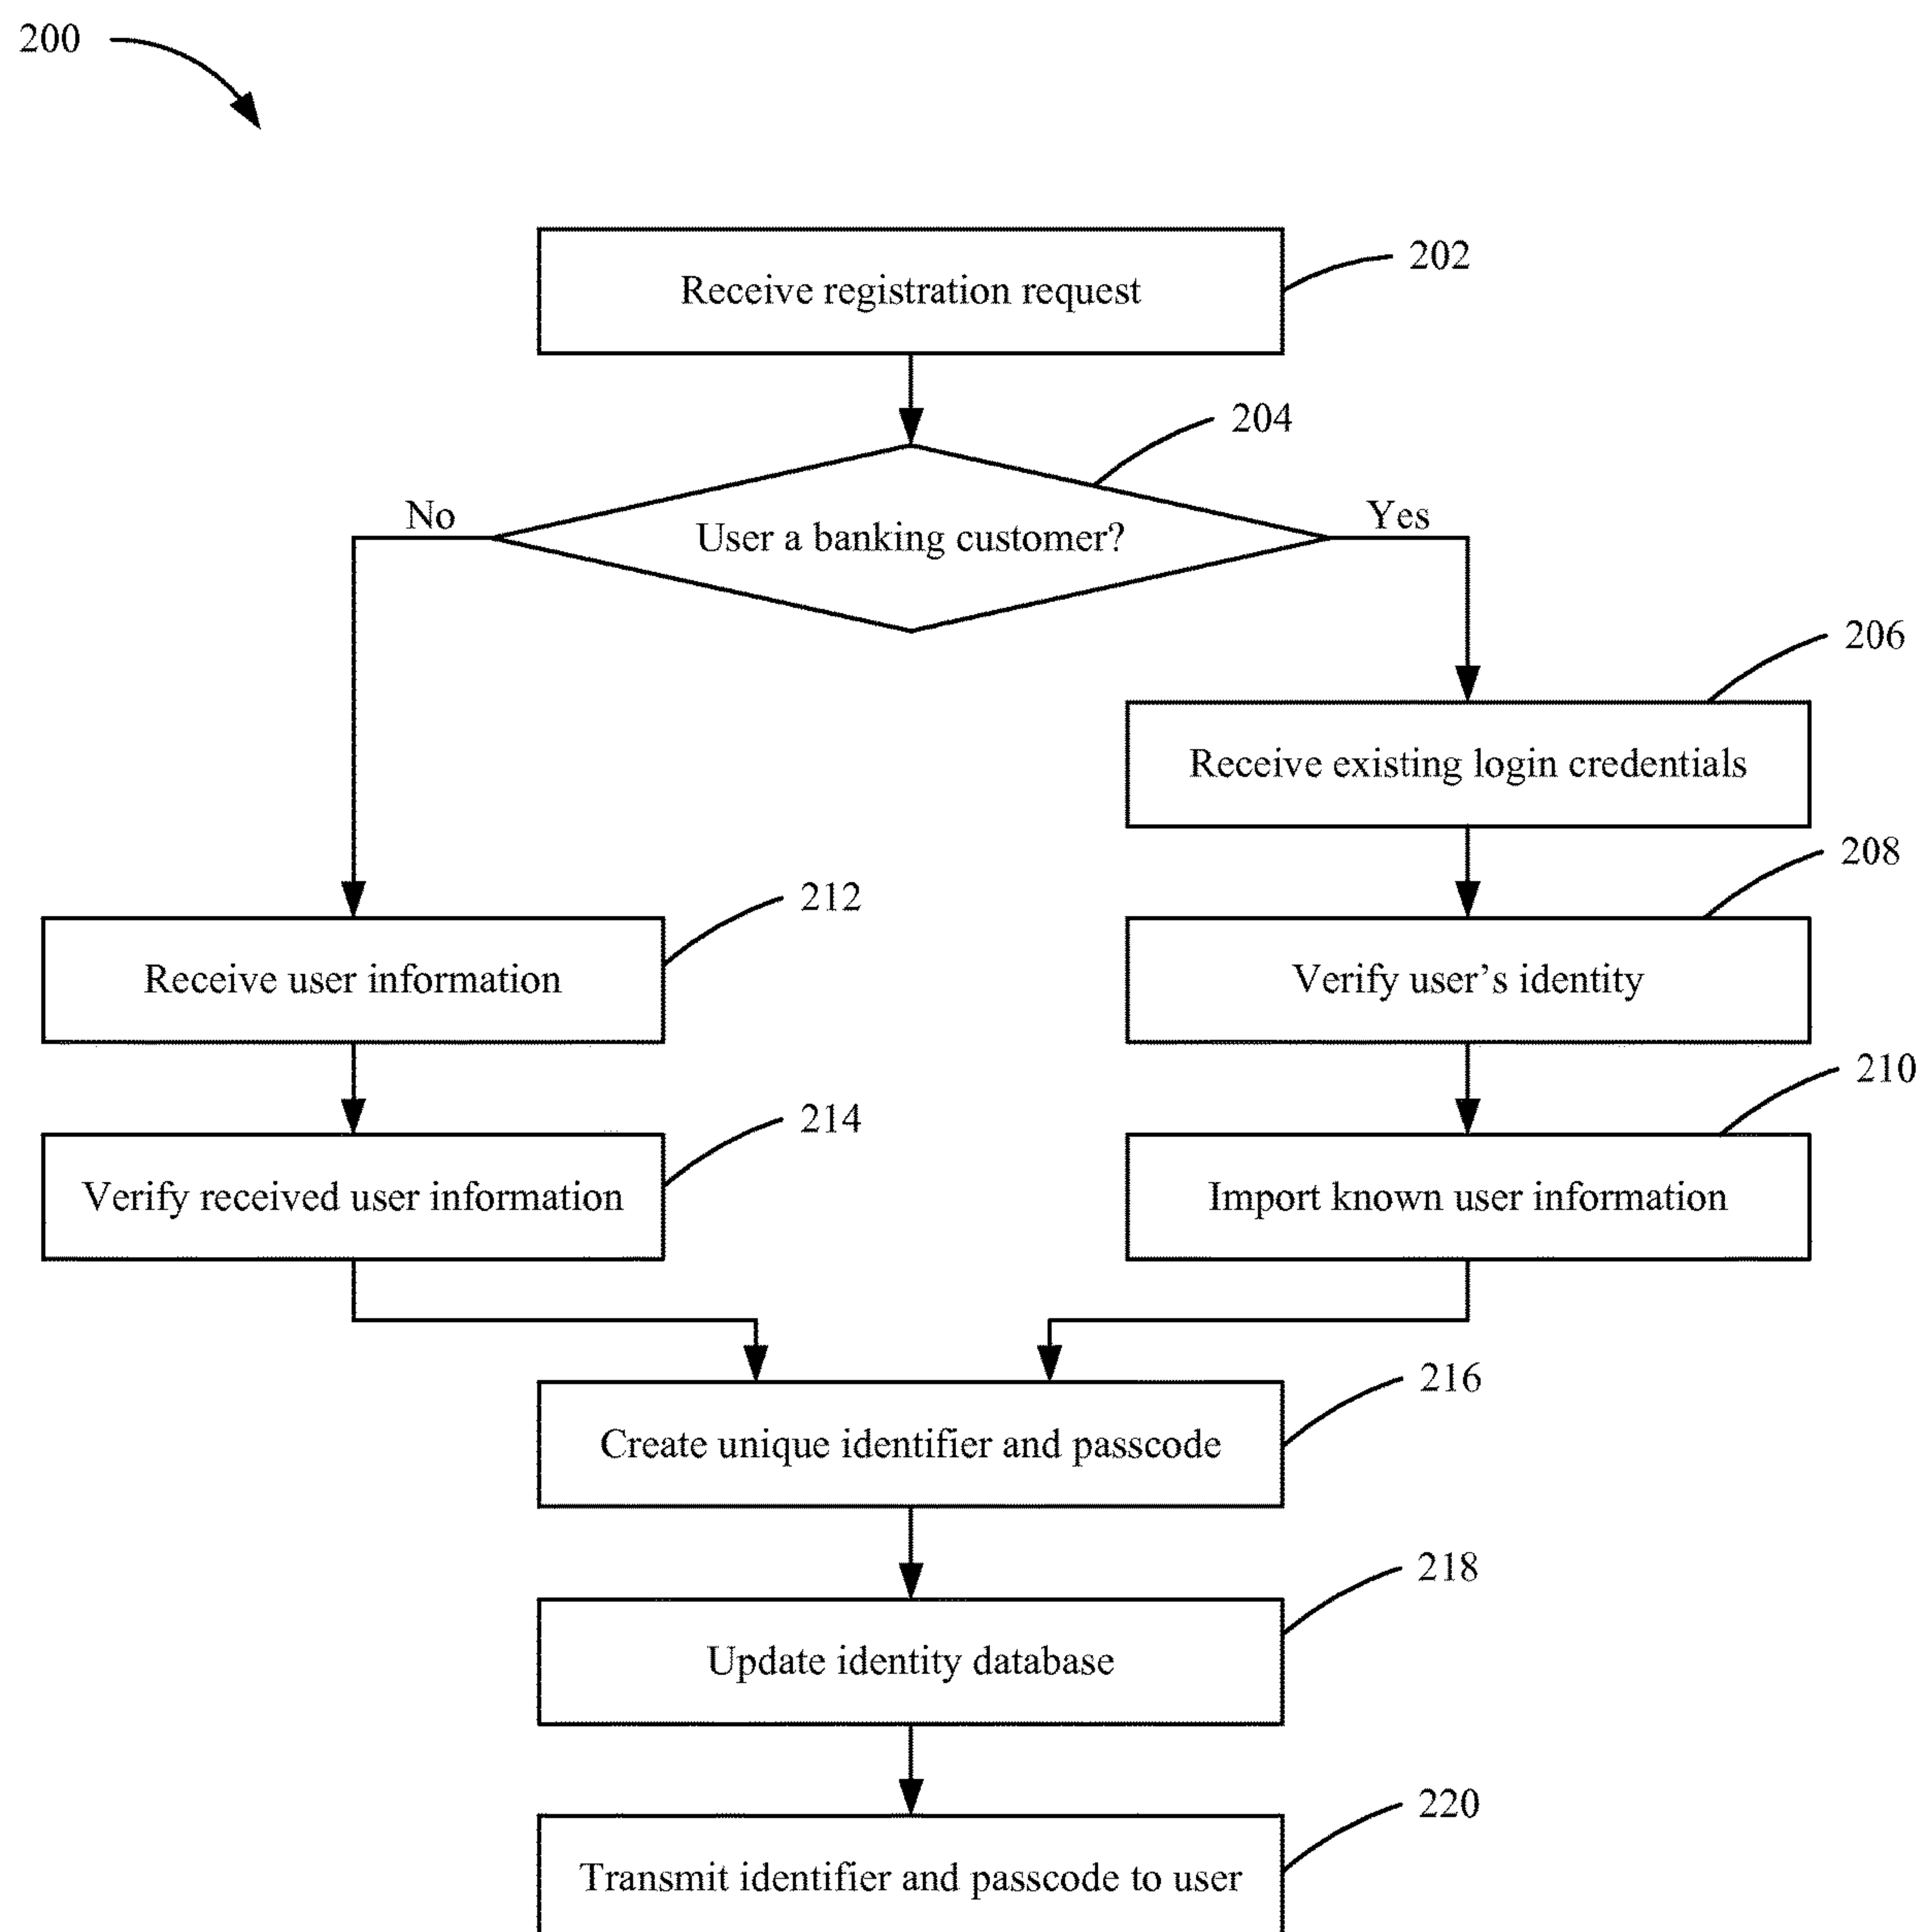 200
Receive registration request
202
204
User a banking customer?
No
Yes
206
Receive existing login credentials
208
212
Receive user information
Verify user’s identity
210
214
Verify received user information
Import known user information
216
Create unique identifier and passcode
218
Update identity database
220
Transmit identifier and passcode to user